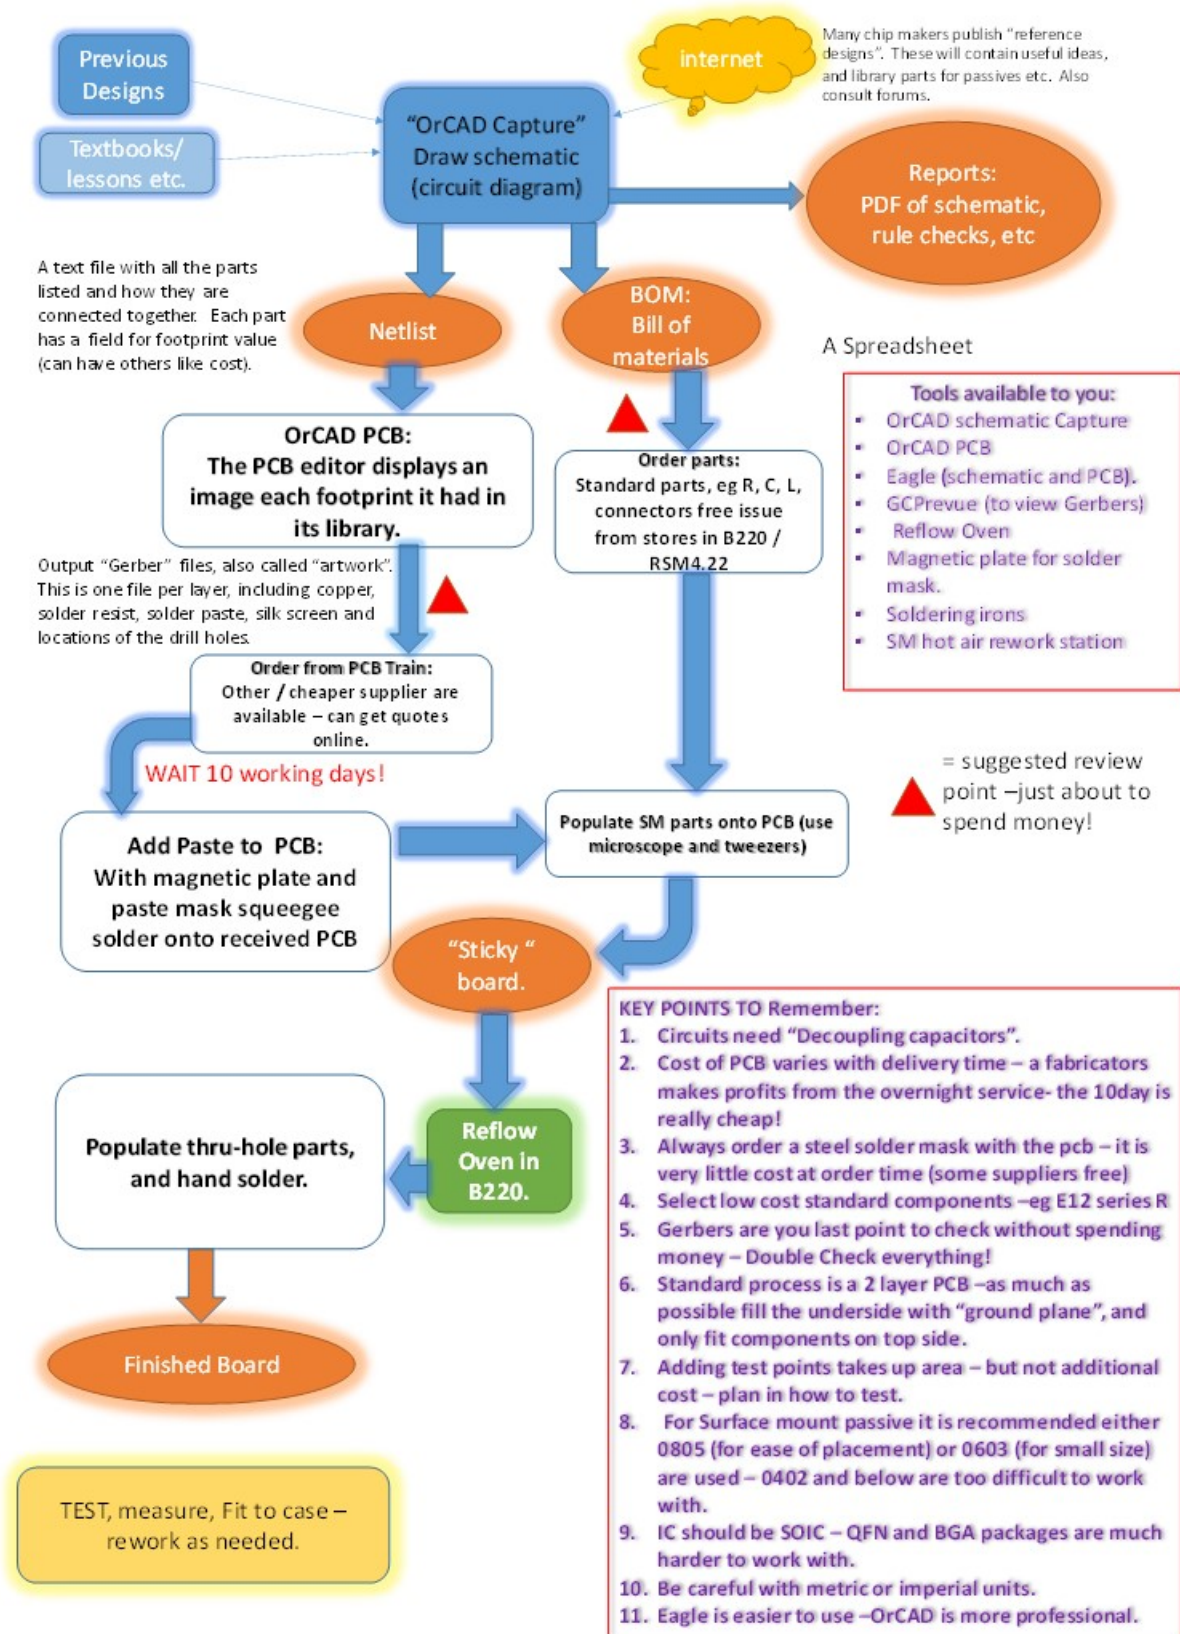 Previous
Designs
Textbooks/
lessons etc.
"OrCAD Capture"
Draw schematic
(circuit diagram)
internet
Many chip makers publish "reference
designs".  These will contain useful ideas,
and library parts for passives etc.  Also
consult forums.
Reports:
PDF of schematic,
rule checks, etc
A text file with all the parts
listed and how they are
connected together.  Each part
has a  field for footprint value
(can have others like cost).
Netlist
BOM:
Bill of
materials
A Spreadsheet
OrCAD PCB:
The PCB editor displays an
image each footprint it had in
its library.
Order parts:
Standard parts, eg R, C, L,
connectors free issue
from stores in B220 /
RSM4.22
Tools available to you:
▪ OrCAD schematic Capture
▪ OrCAD PCB
▪ Eagle (schematic and PCB).
▪ GCPrevue (to view Gerbers)
▪ Reflow Oven
▪ Magnetic plate for solder
mask.
▪ Soldering irons
▪ SM hot air rework station
Output "Gerber" files, also called "artwork".
This is one file per layer, including copper,
solder resist, solder paste, silk screen and
locations of the drill holes.
Order from PCB Train:
Other / cheaper supplier are
available – can get quotes
online.
WAIT 10 working days!
= suggested review
point –just about to
spend money!
Add Paste to  PCB:
With magnetic plate and
paste mask squeegee
solder onto received PCB
Populate SM parts onto PCB (use
microscope and tweezers)
"Sticky "
board.
Reflow
Oven in
B220.
Populate thru-hole parts,
and hand solder.
Finished Board
TEST, measure, Fit to case –
rework as needed.
KEY POINTS TO Remember:
1. Circuits need "Decoupling capacitors".
2. Cost of PCB varies with delivery time – a fabricators
makes profits from the overnight service- the 10day is
really cheap!
3. Always order a steel solder mask with the pcb – it is
very little cost at order time (some suppliers free)
4. Select low cost standard components –eg E12 series R
5. Gerbers are you last point to check without spending
money – Double Check everything!
6. Standard process is a 2 layer PCB –as much as
possible fill the underside with "ground plane", and
only fit components on top side.
7. Adding test points takes up area – but not additional
cost – plan in how to test.
8. For Surface mount passive it is recommended either
0805 (for ease of placement) or 0603 (for small size)
are used – 0402 and below are too difficult to work
with.
9. IC should be SOIC – QFN and BGA packages are much
harder to work with.
10. Be careful with metric or imperial units.
11. Eagle is easier to use –OrCAD is more professional.